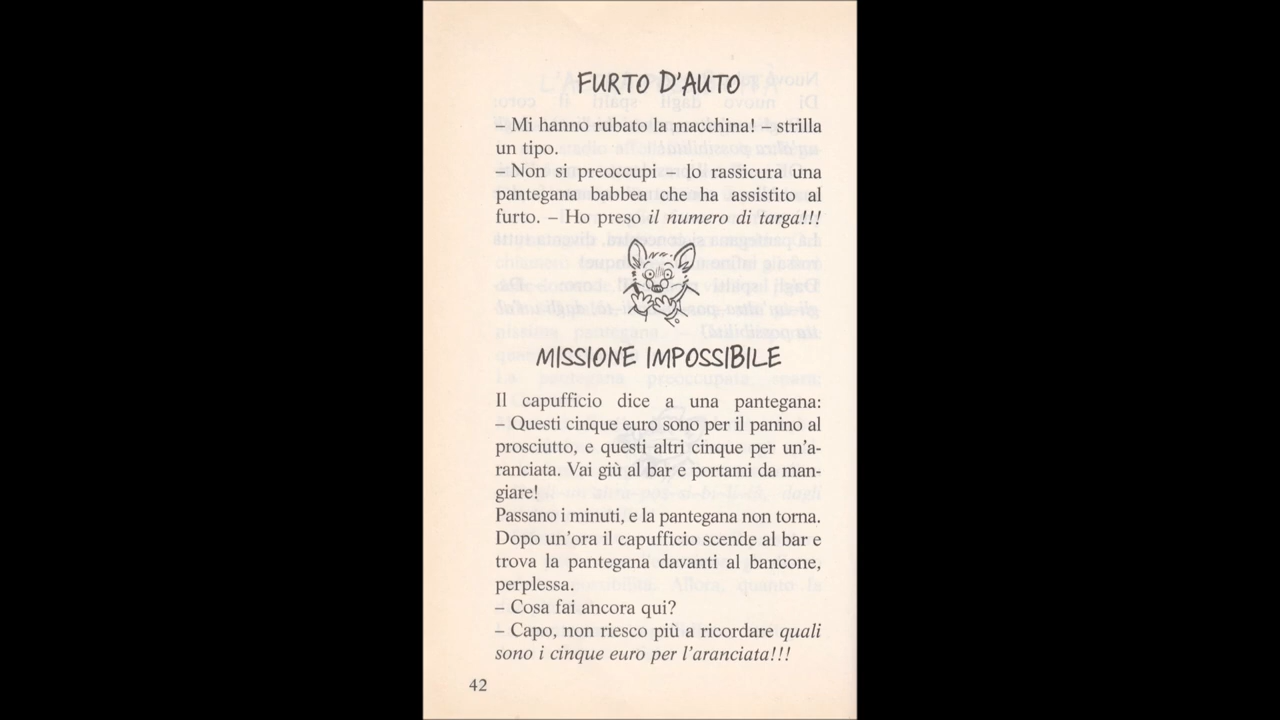 FURTO D'AUTO
– Mi hanno rubato la macchina! – strilla
un tipo.
– Non si preoccupi – lo rassicura una
pantegana babbea che ha assistito al
furto. – Ho preso il numero di targa!!!
MISSIONE IMPOSSIBILE
Il capufficio dice a una pantegana:
– Questi cinque euro sono per il panino al
prosciutto, e questi altri cinque per un'a-
ranciata. Vai giù al bar e portami da man-
giare!
Passano i minuti, e la pantegana non torna.
Dopo un'ora il capufficio scende al bar e
trova la pantegana davanti al bancone,
perplessa.
– Cosa fai ancora qui?
– Capo, non riesco più a ricordare quali
sono i cinque euro per l'aranciata!!!
42